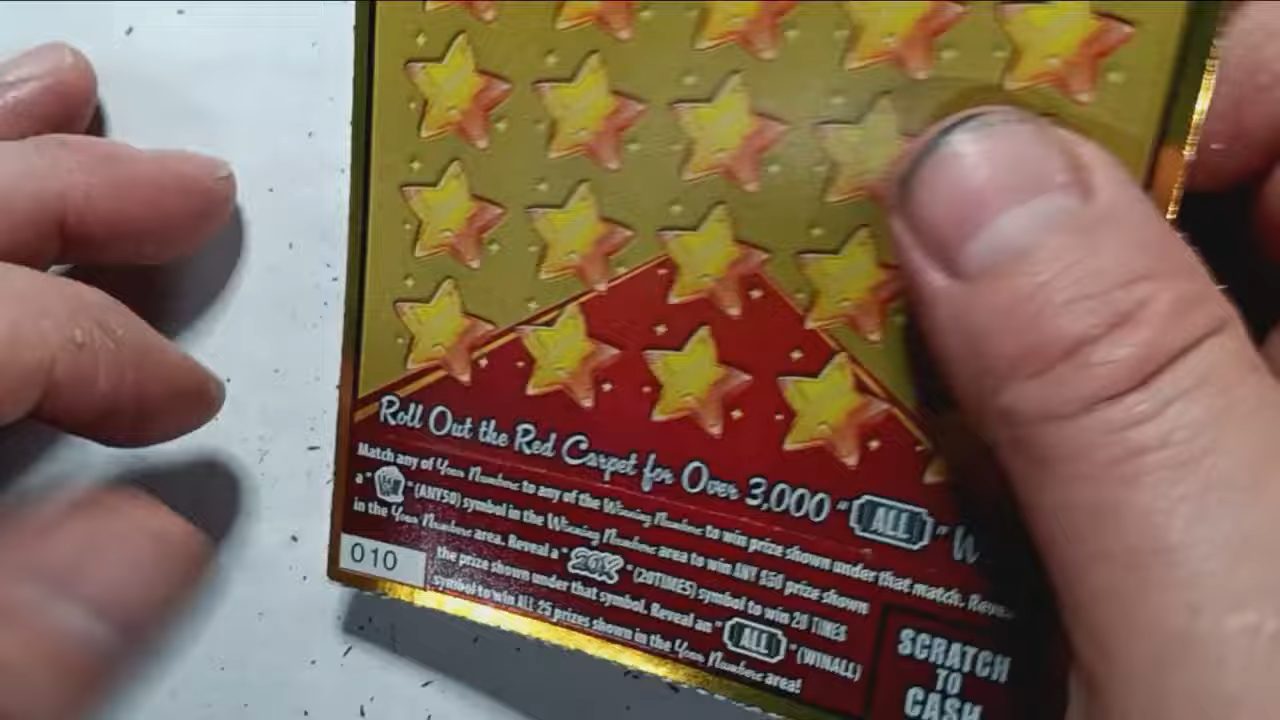 Roll Out the Red Carpet for Over 3,000 "ALL" W
Match any of Your Numbers to any of the Winning Numbers to win prize shown under that match. Reve
a " " (ANY50) symbol in the Winning Numbers area to win ANY $50 prize shown
in the Your Numbers area. Reveal a "20X" (20TIMES) symbol to win 20 TIMES
the prize shown under that symbol. Reveal an "ALL" (WINALL)
symbol to win ALL 25 prizes shown in the Your Numbers area!
010
SCRATCH
TO
CASH